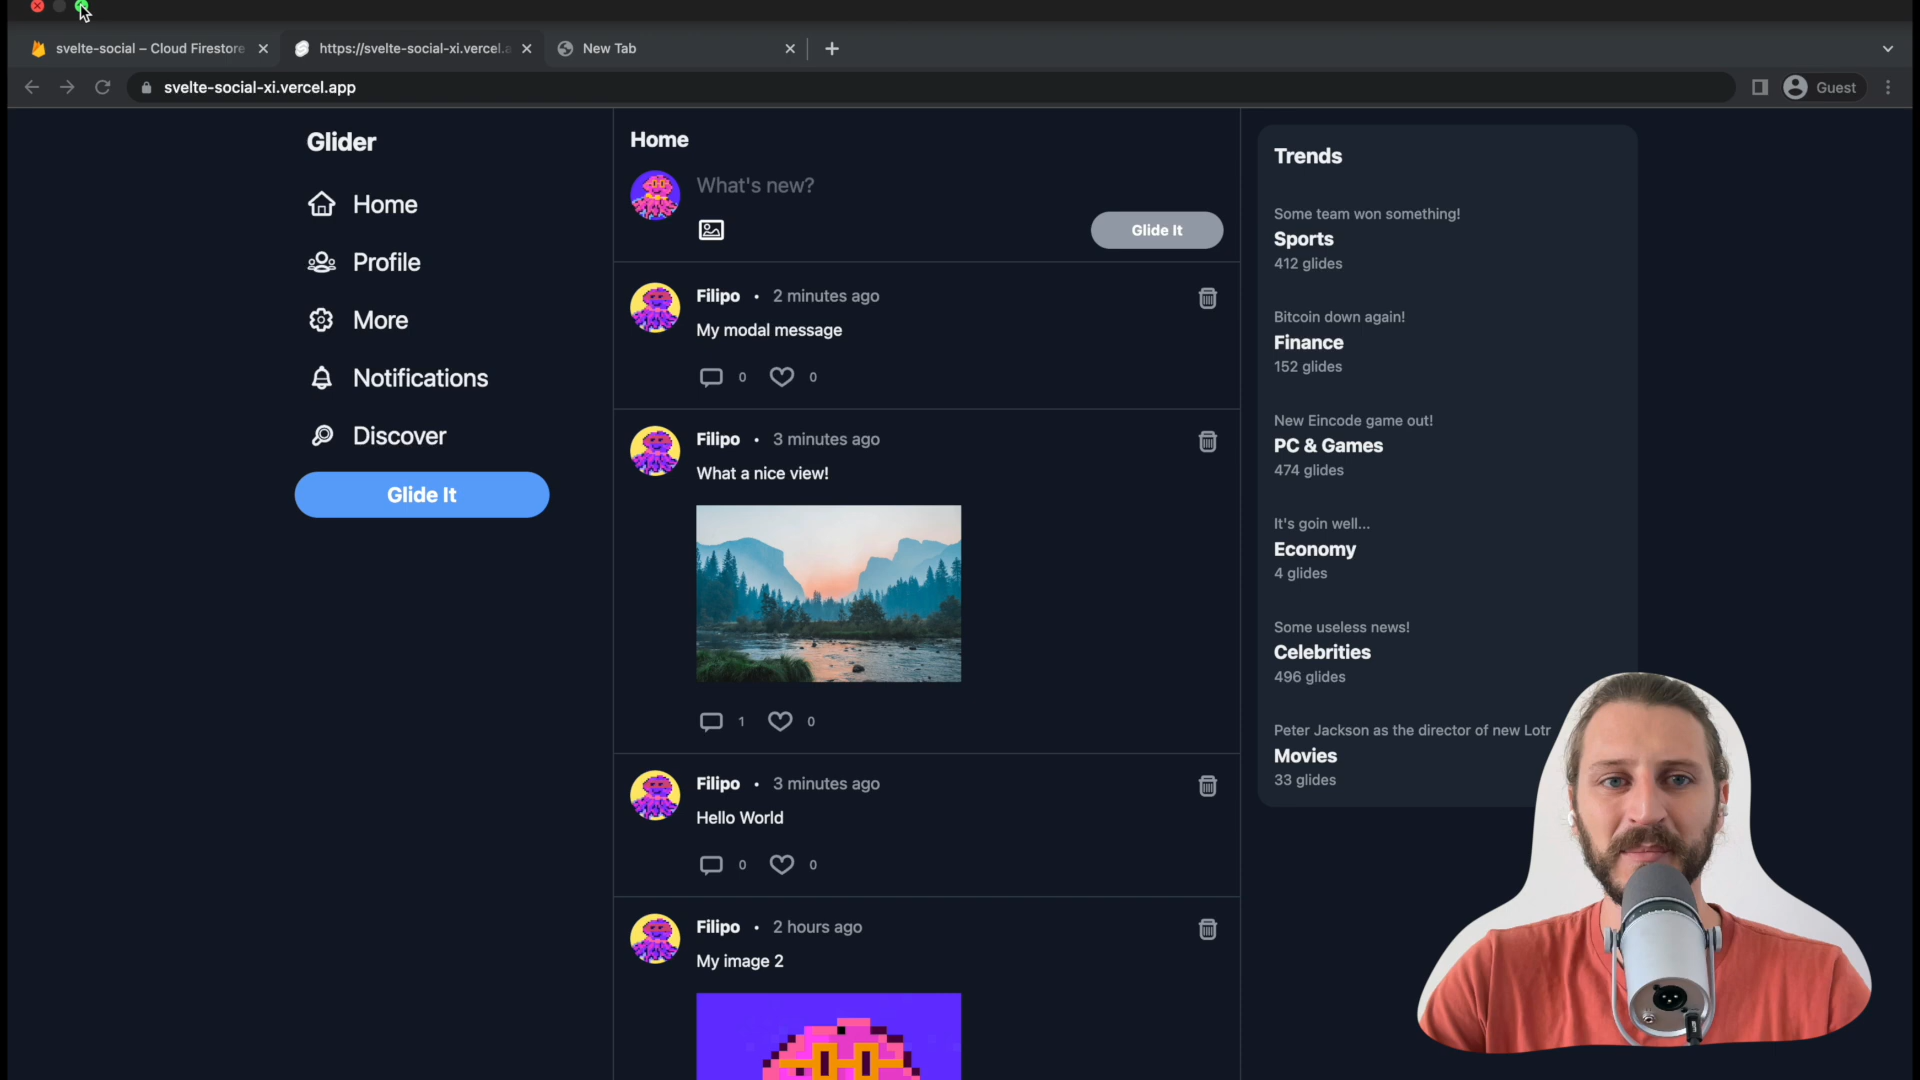 svelte-social – Cloud Firestore
https://svelte-social-xi.vercel.a
New Tab
svelte-social-xi.vercel.app
Guest
Glider
Home
Profile
More
Notifications
Discover
Glide It
Home
What's new?
Glide It
Filipo • 2 minutes ago
My modal message
0 0
Filipo • 3 minutes ago
What a nice view!
1 0
Filipo • 3 minutes ago
Hello World
0 0
Filipo • 2 hours ago
My image 2
Trends
Some team won something!
Sports
412 glides
Bitcoin down again!
Finance
152 glides
New Eincode game out!
PC & Games
474 glides
It's goin well...
Economy
4 glides
Some useless news!
Celebrities
496 glides
Peter Jackson as the director of new Lotr
Movies
33 glides